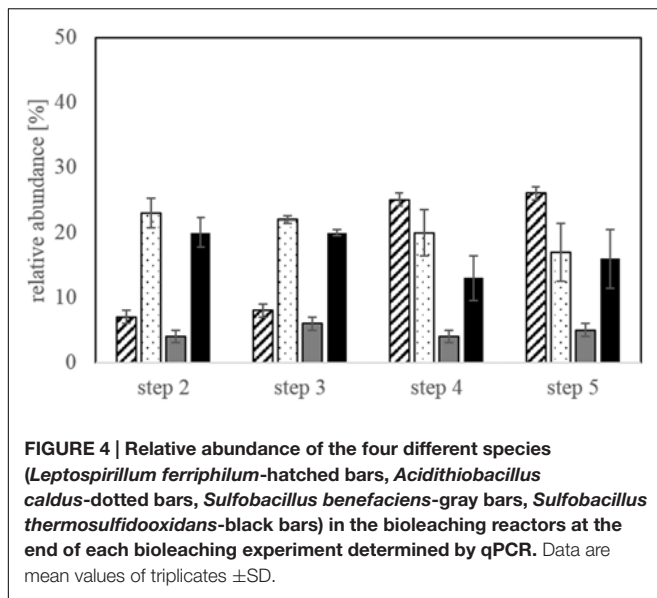 50
40
30
20
10
0
relative abundance [%]
step 2 step 3 step 4 step 5
FIGURE 4 | Relative abundance of the four different species
(Leptospirillum ferriphilum-hatched bars, Acidithiobacillus
caldus-dotted bars, Sulfobacillus benefaciens-gray bars, Sulfobacillus
thermosulfidooxidans-black bars) in the bioleaching reactors at the
end of each bioleaching experiment determined by qPCR. Data are
mean values of triplicates ±SD.